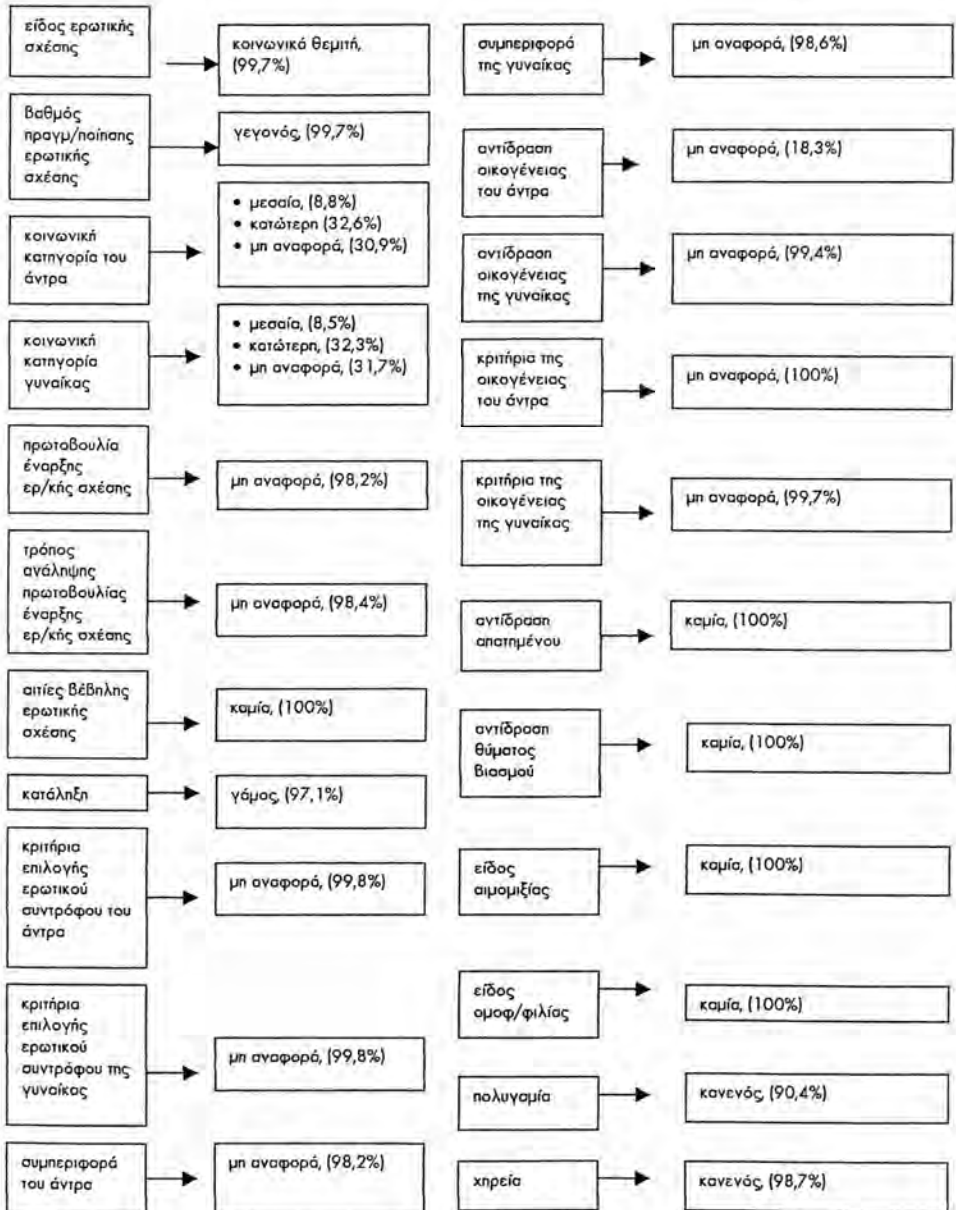 είδος ερωτικής
σχέσης
κοινωνικά θεμιτή,
(99,7%)
βαθμός
πραγμ/ποίησης
ερωτικής
σχέσης
γεγονός, (99,7%)
κοινωνική
κατηγορία του
άντρα
• μεσαία, (8,8%)
• κατώτερη (32,6%)
• μη αναφορά, (30,9%)
κοινωνική
κατηγορία
γυναίκας
• μεσαία, (8,5%)
• κατώτερη, (32,3%)
• μη αναφορά, (31,7%)
πρωτοβουλία
έναρξης
ερ/κής σχέσης
μη αναφορά, (98,2%)
τρόπος
ανάληψης
πρωτοβουλίας
έναρξης
ερ/κής σχέσης
μη αναφορά, (98,4%)
αιτίες βέβηλης
ερωτικής
σχέσης
καμία, (100%)
κατάληξη
γάμος, (97,1%)
κριτήρια
επιλογής
ερωτικού
συντρόφου του
άντρα
μη αναφορά, (99,8%)
κριτήρια
επιλογής
ερωτικού
συντρόφου της
γυναίκας
μη αναφορά, (99,8%)
συμπεριφορά
του άντρα
μη αναφορά, (98,2%)
συμπεριφορά
της γυναίκας
μη αναφορά, (98,6%)
αντίδραση
οικογένειας
του άντρα
μη αναφορά, (18,3%)
αντίδραση
οικογένειας
της γυναίκας
μη αναφορά, (99,4%)
κριτήρια της
οικογένειας
του άντρα
μη αναφορά, (100%)
κριτήρια της
οικογένειας
της γυναίκας
μη αναφορά, (99,7%)
αντίδραση
απατημένου
καμία, (100%)
αντίδραση
θύματος
βιασμού
καμία, (100%)
είδος
αιμομιξίας
καμία, (100%)
είδος
ομοφ/φιλίας
καμία, (100%)
πολυγαμία
κανενός, (90,4%)
χηρεία
κανενός, (98,7%)